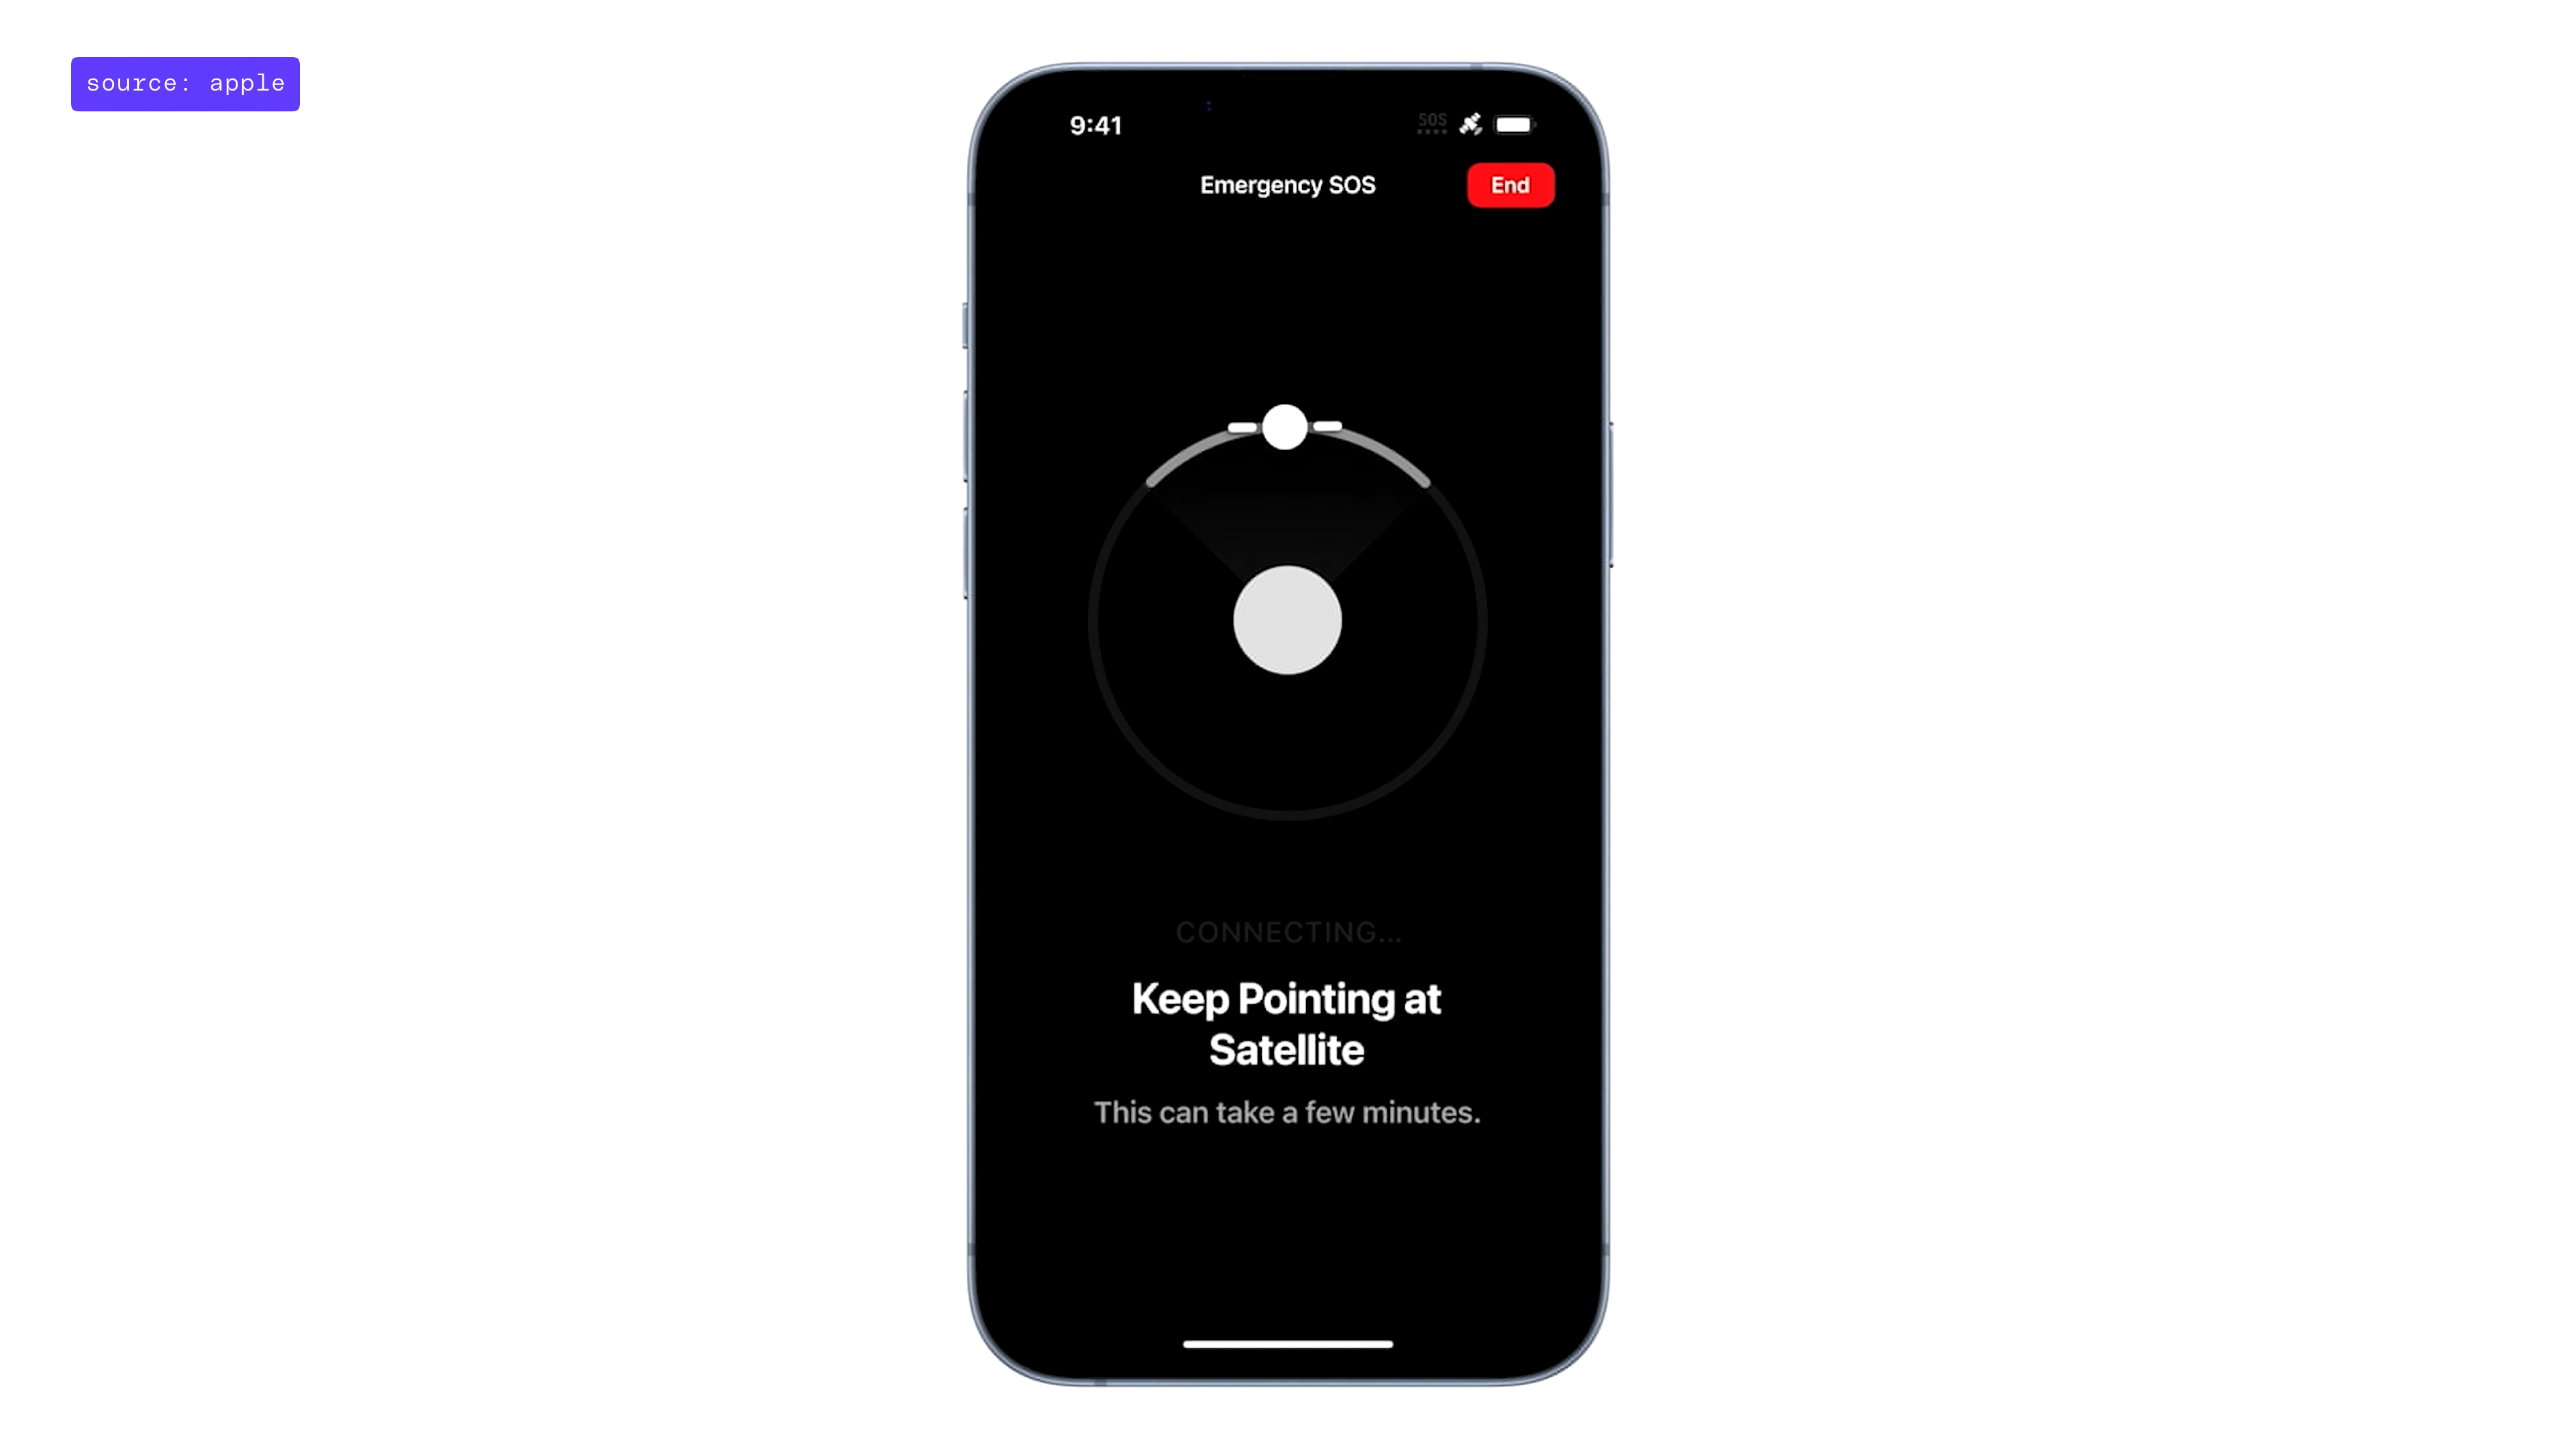 source: apple
9:41
SOS
Emergency SOS
End
CONNECTING...
Keep Pointing at
Satellite
This can take a few minutes.